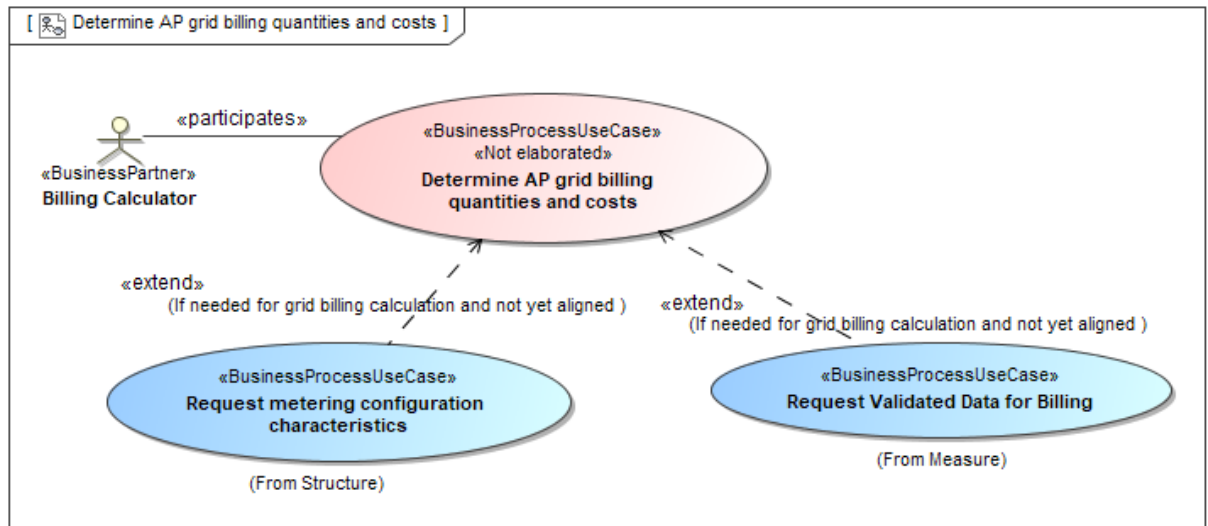 [ Determine AP grid billing quantities and costs ]
«participates»
«BusinessPartner»
Billing Calculator
«BusinessProcessUseCase»
«Not elaborated»
Determine AP grid billing
quantities and costs
«extend»
(If needed for grid billing calculation and not yet aligned )
«extend»
(If needed for grid billing calculation and not yet aligned )
«BusinessProcessUseCase»
Request metering configuration
characteristics
(From Structure)
«BusinessProcessUseCase»
Request Validated Data for Billing
(From Measure)